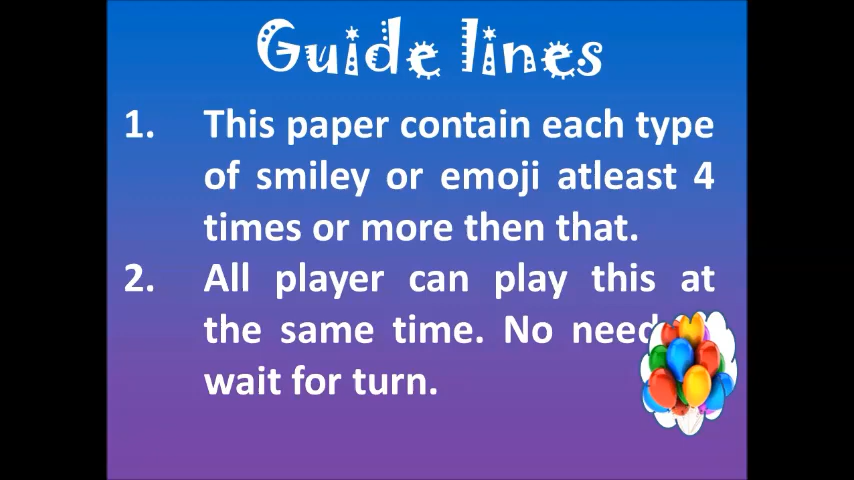 Guide lines
1. This paper contain each type
of smiley or emoji atleast 4
times or more then that.
2. All player can play this at
the same time. No need
wait for turn.